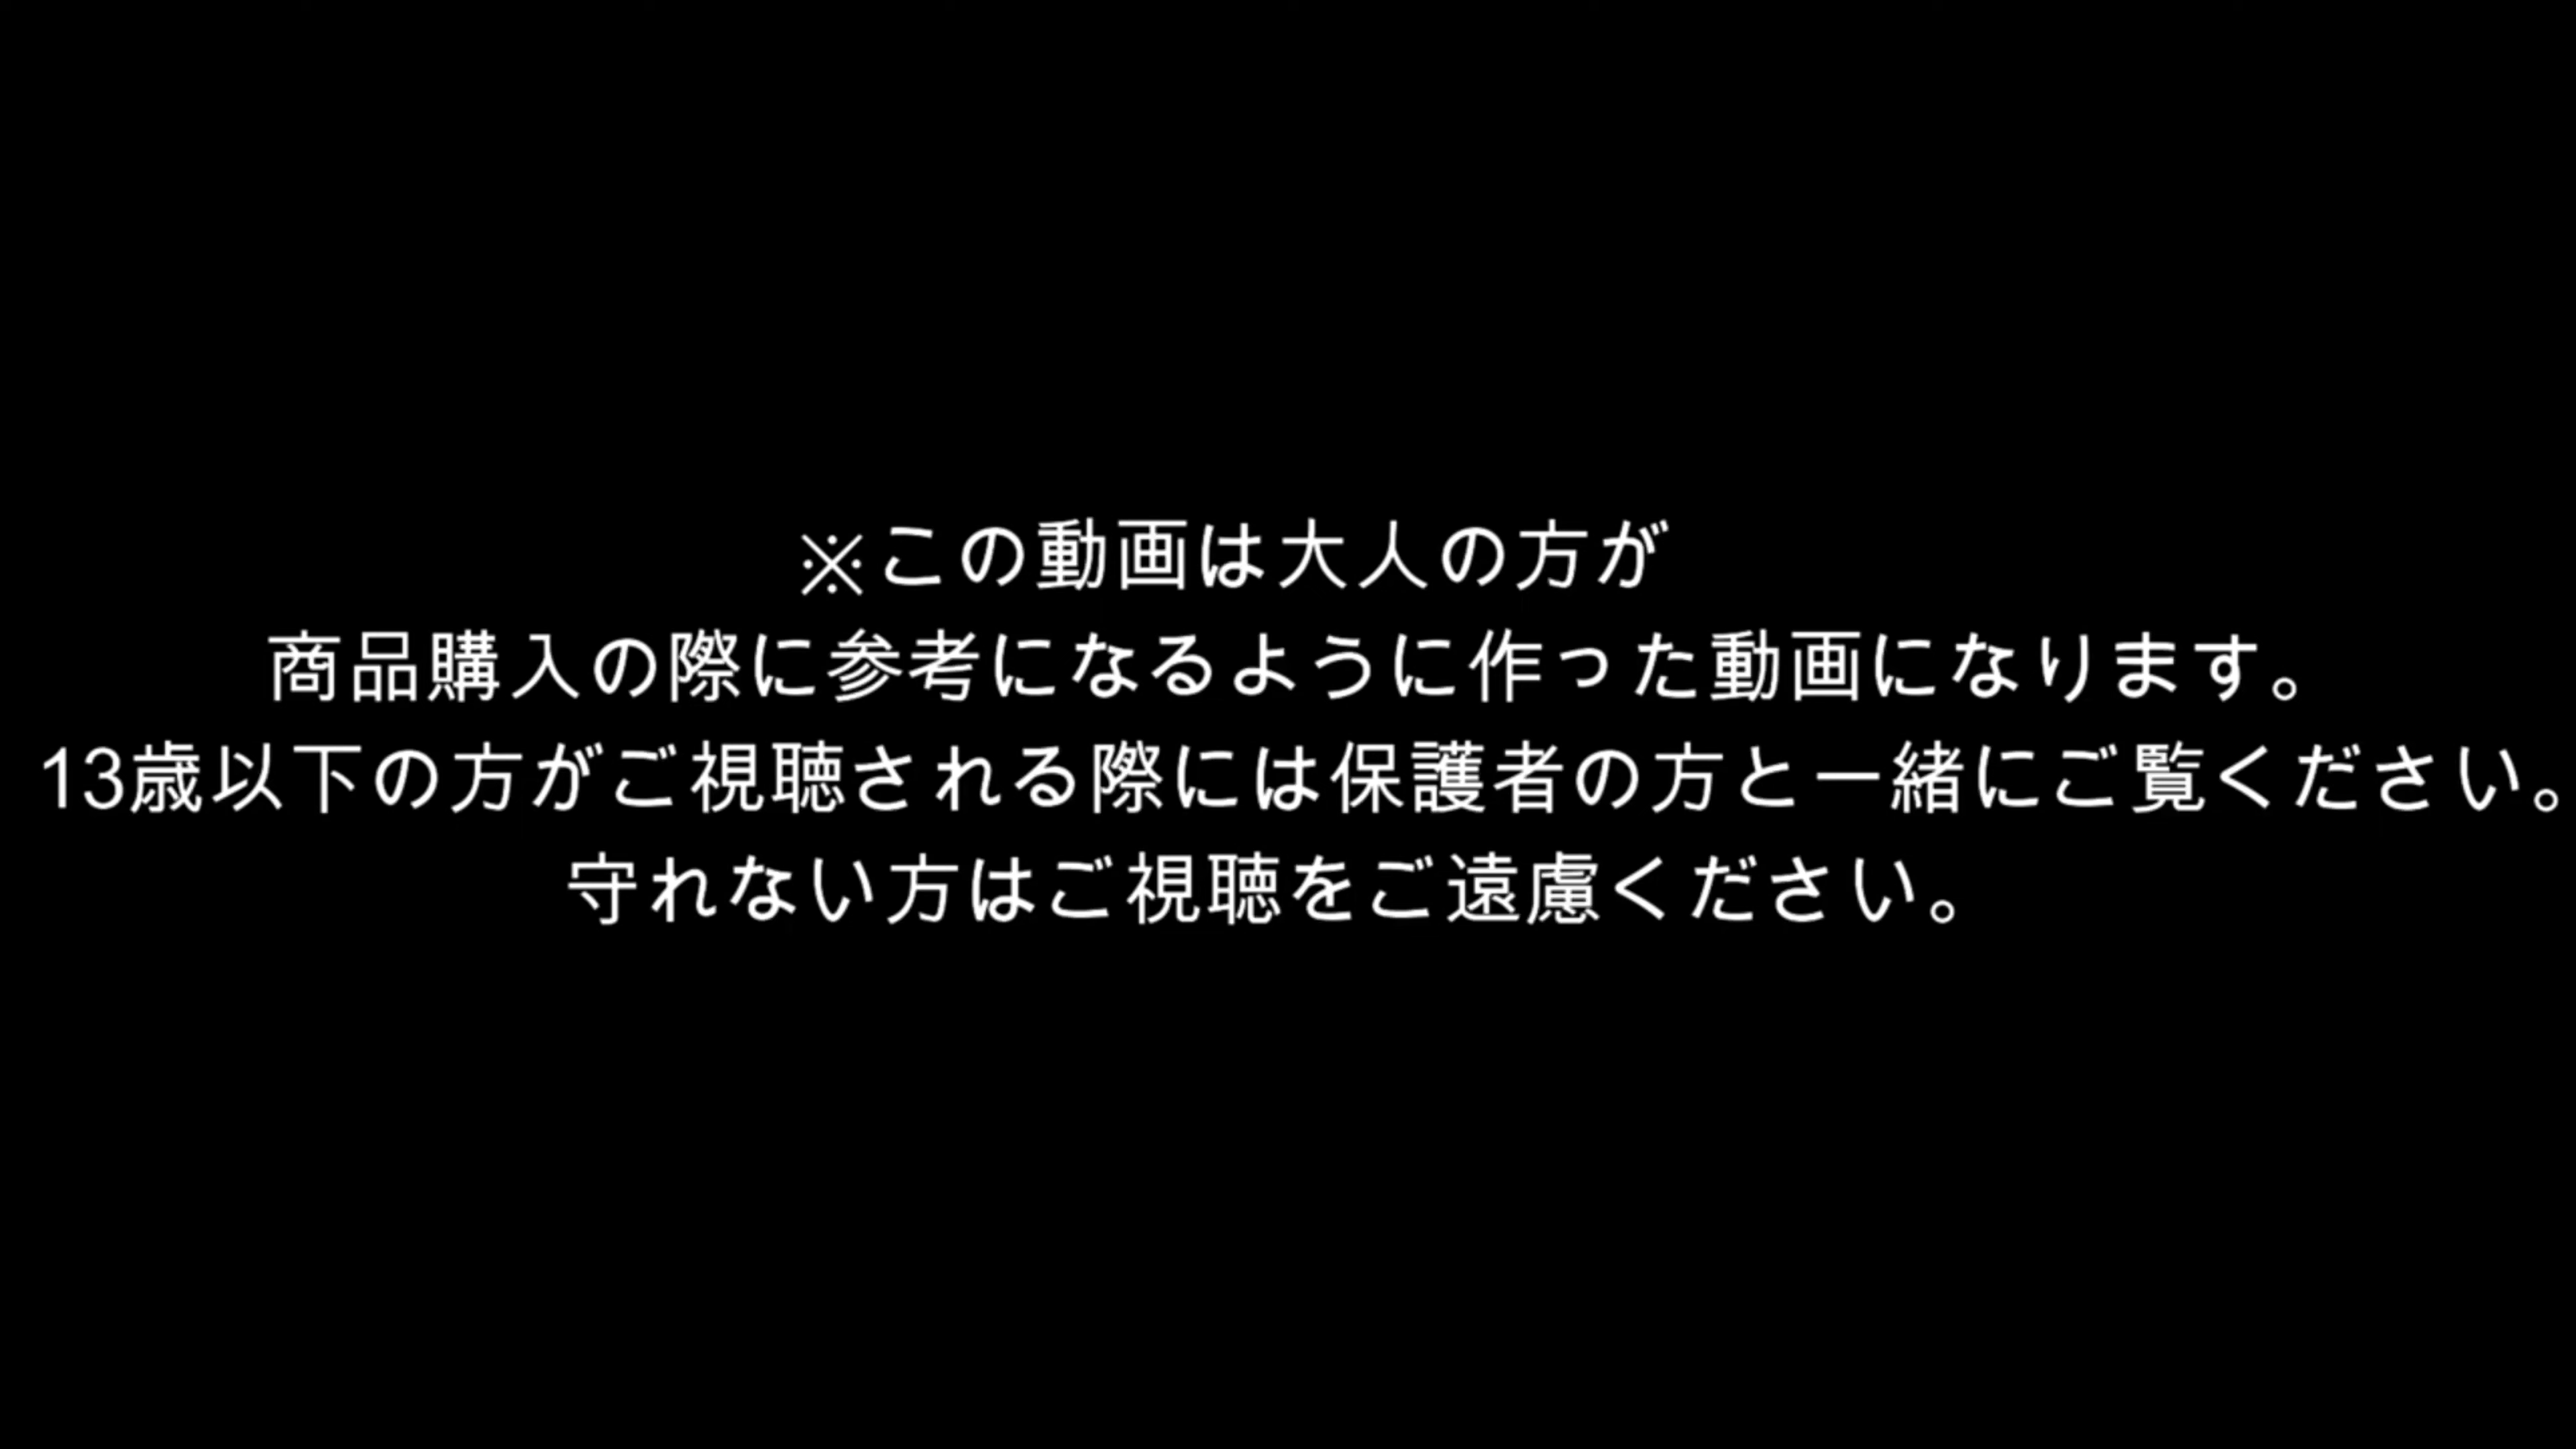 ※この動画は大人の方が
商品購入の際に参考になるように作った動画になります。
13歳以下の方がご視聴される際には保護者の方と一緒にご覧ください。
守れない方はご視聴をご遠慮ください。